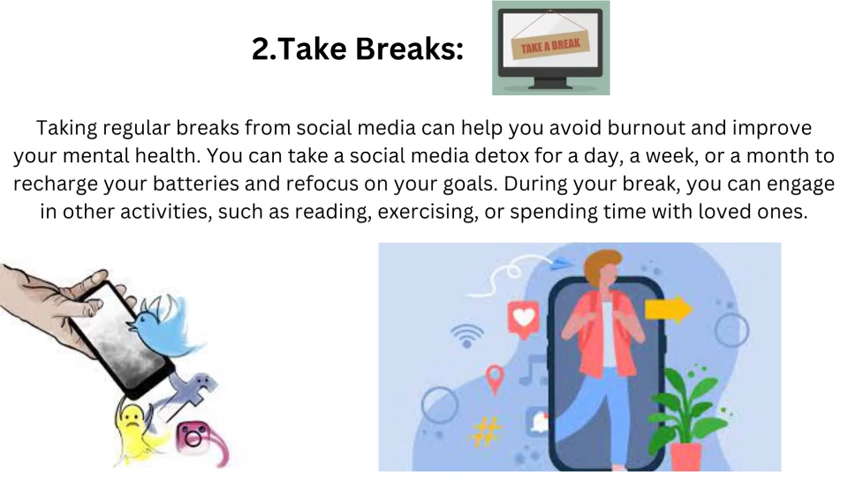 2.Take Breaks:
TAKE A BREAK
Taking regular breaks from social media can help you avoid burnout and improve
your mental health. You can take a social media detox for a day, a week, or a month to
recharge your batteries and refocus on your goals. During your break, you can engage
in other activities, such as reading, exercising, or spending time with loved ones.
#